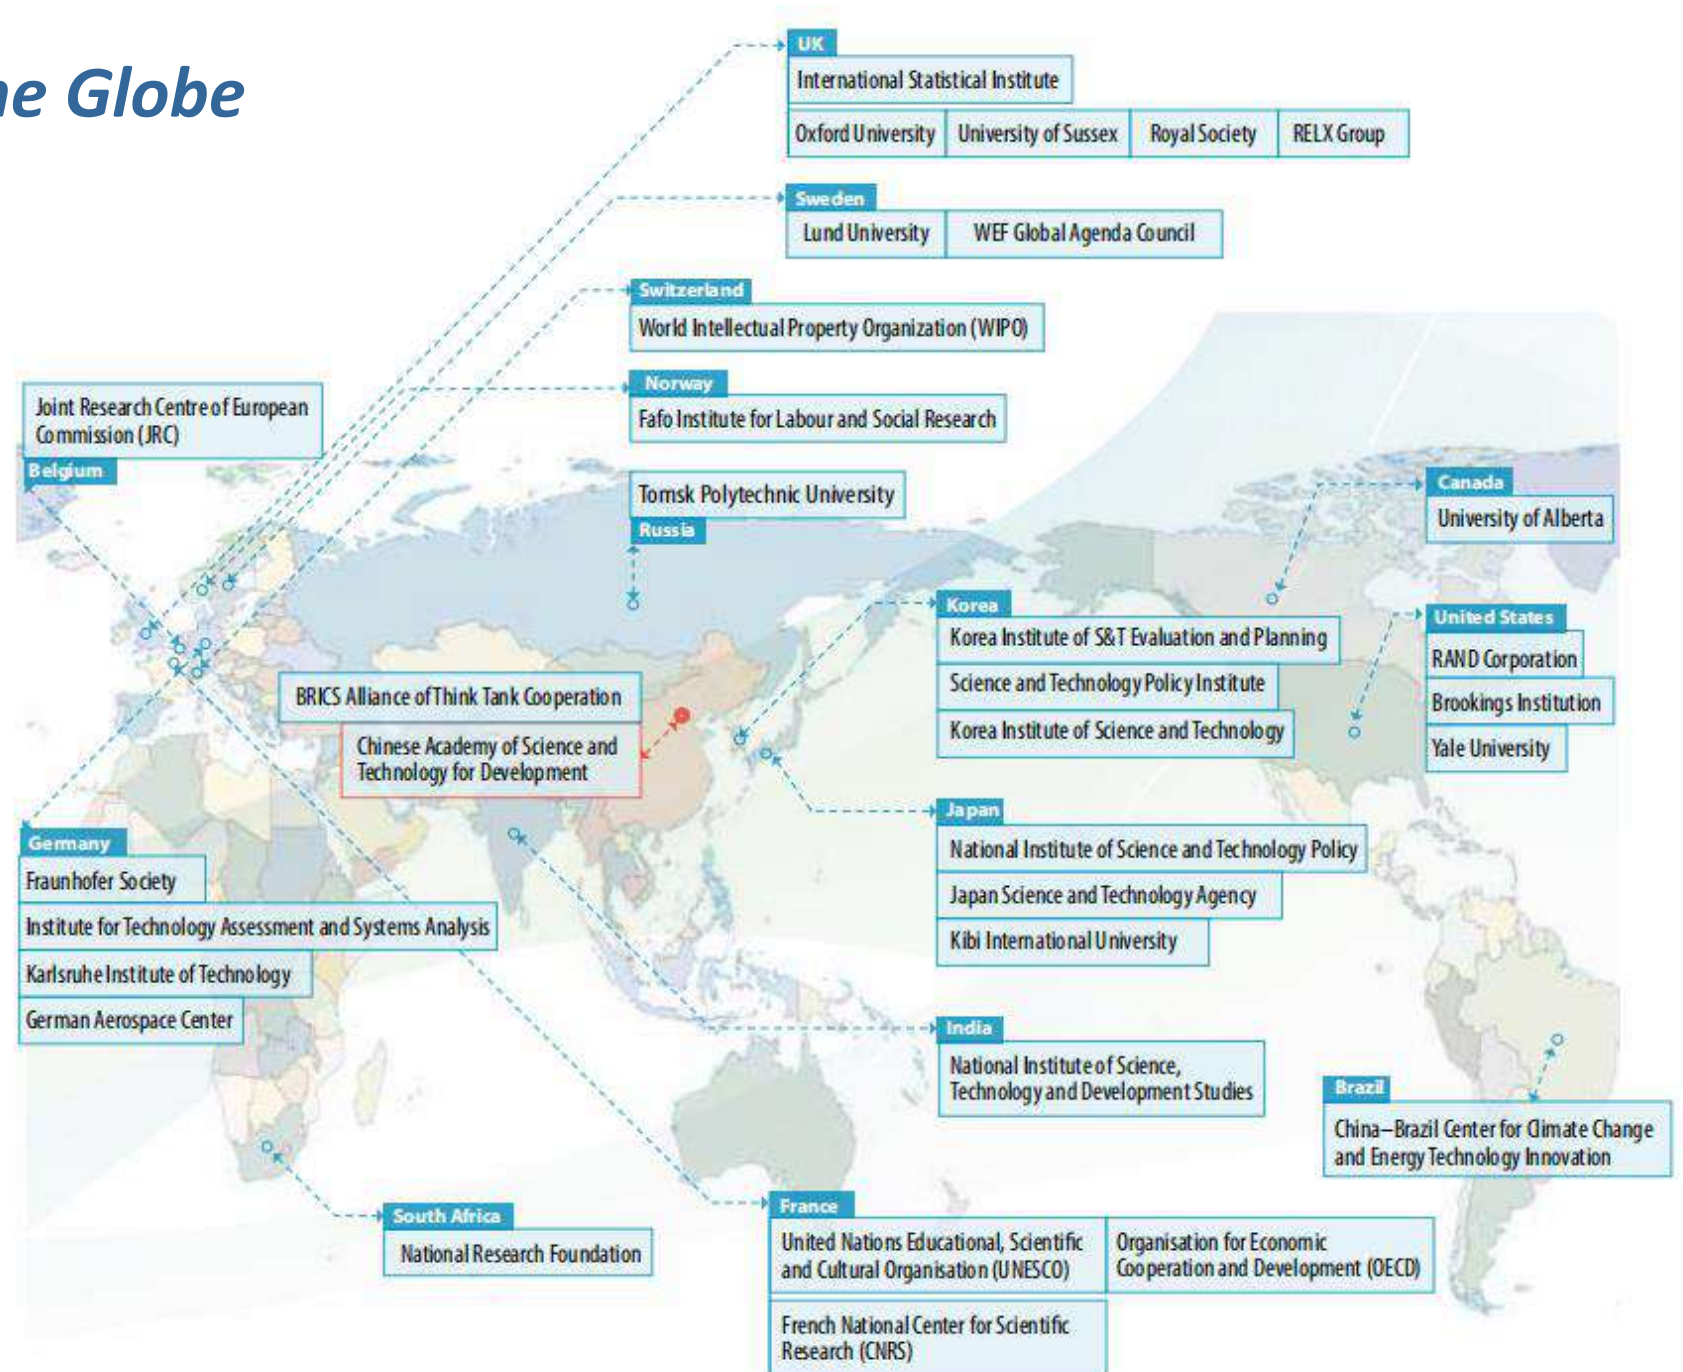 ne Globe
UK
International Statistical Institute
Oxford University
University of Sussex
Royal Society
RELX Group
Sweden
Lund University
WEF Global Agenda Council
Switzerland
World Intellectual Property Organization (WIPO)
Norway
Fafo Institute for Labour and Social Research
Joint Research Centre of European
Commission (JRC)
Belgium
Tomsk Polytechnic University
Russia
Canada
University of Alberta
Korea
Korea Institute of S&T Evaluation and Planning
Science and Technology Policy Institute
Korea Institute of Science and Technology
United States
RAND Corporation
Brookings Institution
Yale University
BRICS Alliance of Think Tank Cooperation
Chinese Academy of Science and
Technology for Development
Japan
National Institute of Science and Technology Policy
Japan Science and Technology Agency
Kibi International University
Germany
Fraunhofer Society
Institute for Technology Assessment and Systems Analysis
Karlsruhe Institute of Technology
German Aerospace Center
India
National Institute of Science,
Technology and Development Studies
Brazil
China–Brazil Center for Climate Change
and Energy Technology Innovation
South Africa
National Research Foundation
France
United Nations Educational, Scientific
and Cultural Organisation (UNESCO)
Organisation for Economic
Cooperation and Development (OECD)
French National Center for Scientific
Research (CNRS)